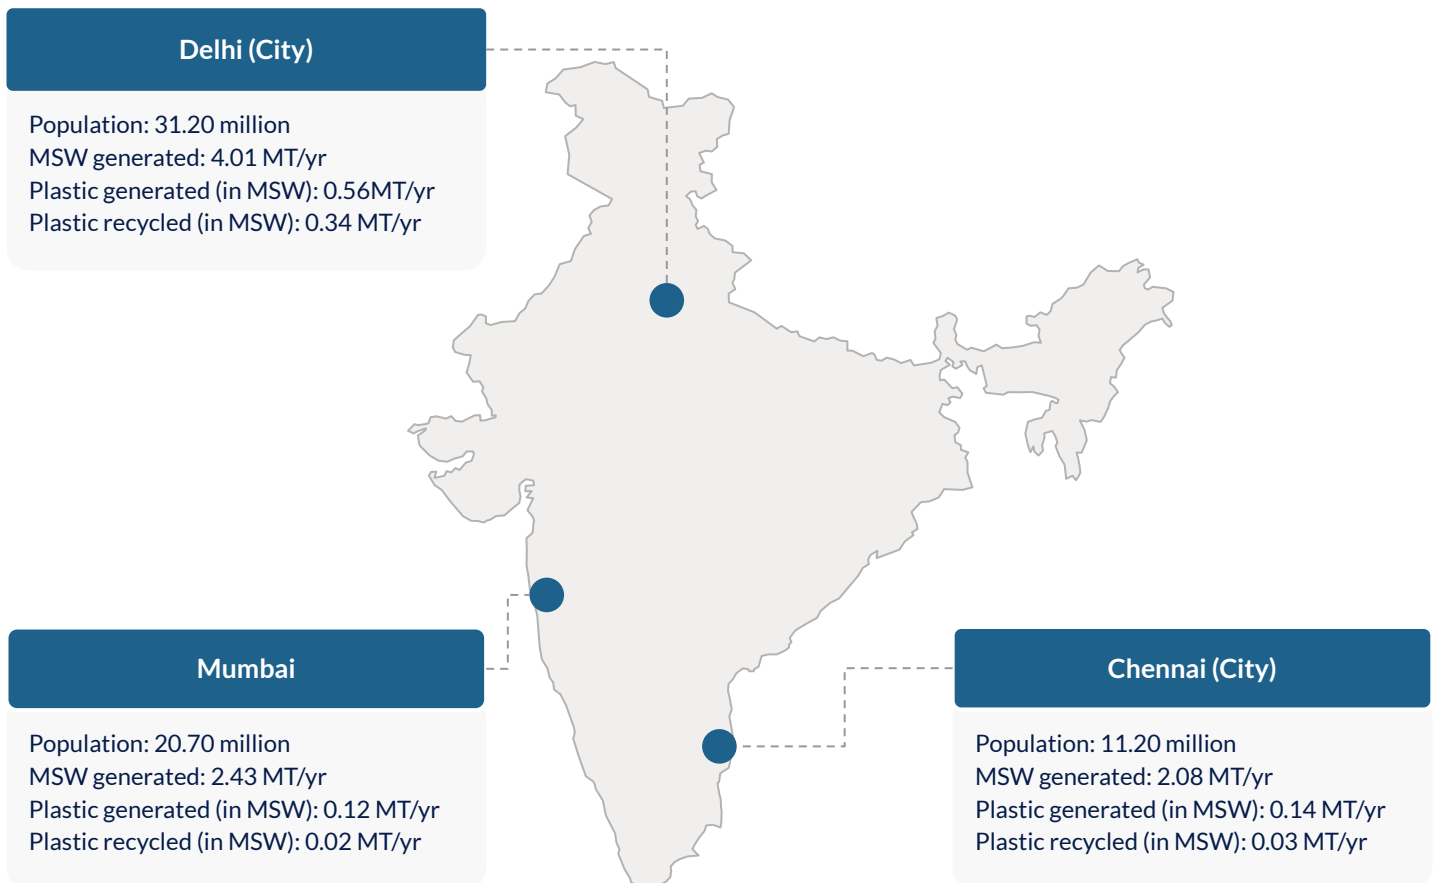 Delhi (City)
Population: 31.20 million
MSW generated: 4.01 MT/yr
Plastic generated (in MSW): 0.56MT/yr
Plastic recycled (in MSW): 0.34 MT/yr
Mumbai
Population: 20.70 million
MSW generated: 2.43 MT/yr
Plastic generated (in MSW): 0.12 MT/yr
Plastic recycled (in MSW): 0.02 MT/yr
Chennai (City)
Population: 11.20 million
MSW generated: 2.08 MT/yr
Plastic generated (in MSW): 0.14 MT/yr
Plastic recycled (in MSW): 0.03 MT/yr